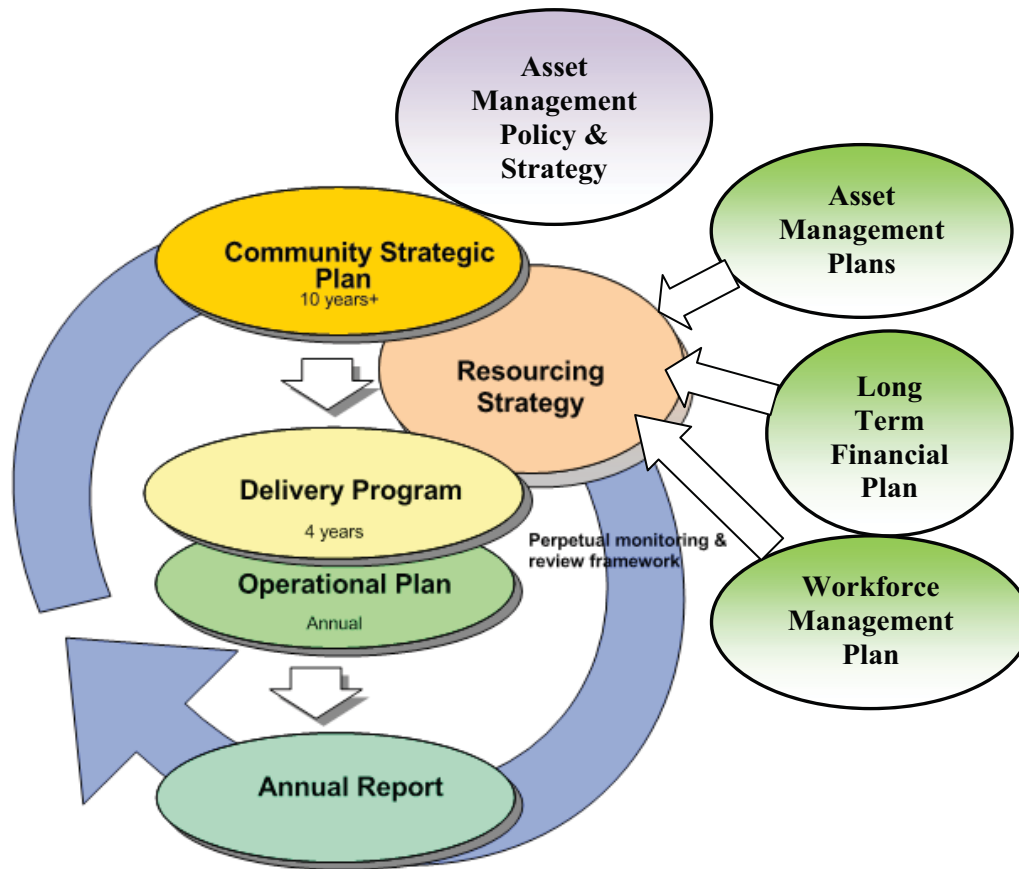 Asset
Management
Policy &
Strategy
Asset
Management
Plans
Community Strategic
Plan
10 years+
Resourcing
Strategy
Long
Term
Financial
Plan
Delivery Program
4 years
Perpetual monitoring &
review framework
Operational Plan
Annual
Workforce
Management
Plan
Annual Report